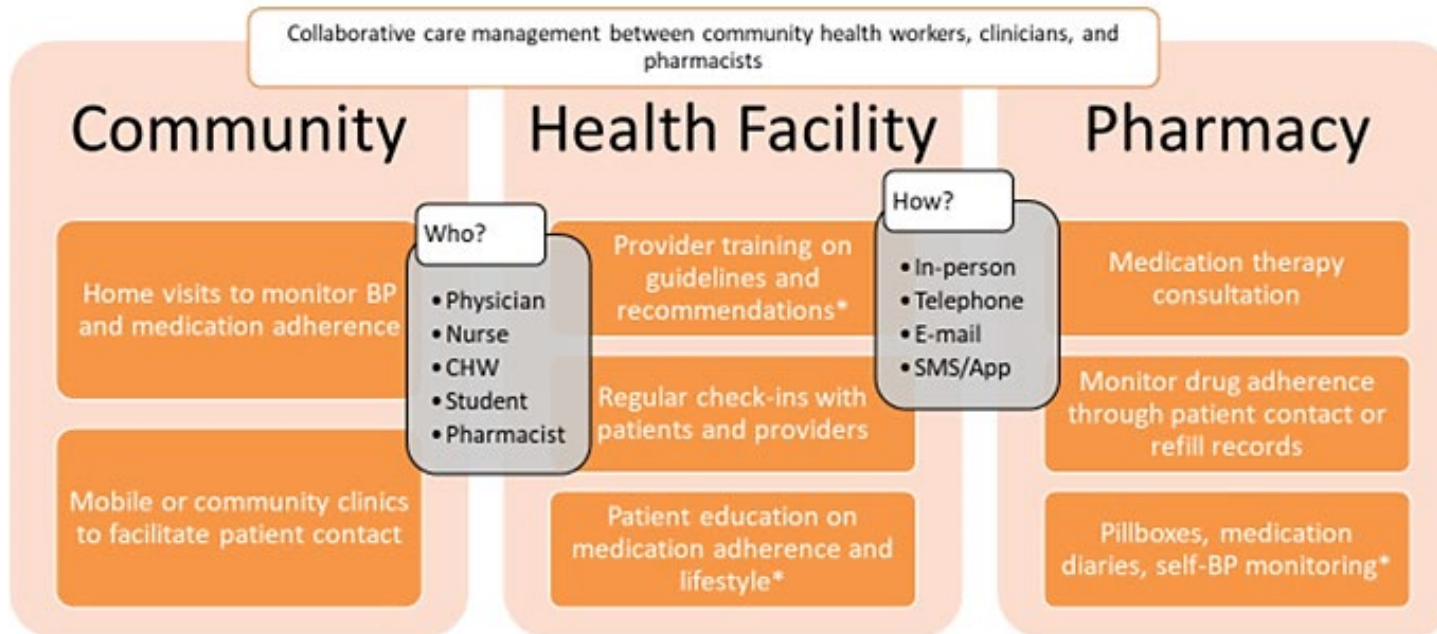 Collaborative care management between community health workers, clinicians, and
pharmacists
Community
Home visits to monitor BP
and medication adherence
Mobile or community clinics
to facilitate patient contact
Who?
• Physician
• Nurse
• CHW
• Student
• Pharmacist
Health Facility
Provider training on
guidelines and
recommendations*
Regular check-ins with
patients and providers
Patient education on
medication adherence and
lifestyle*
How?
• In-person
• Telephone
• E-mail
• SMS/App
Pharmacy
Medication therapy
consultation
Monitor drug adherence
through patient contact or
refill records
Pillboxes, medication
diaries, self-BP monitoring*